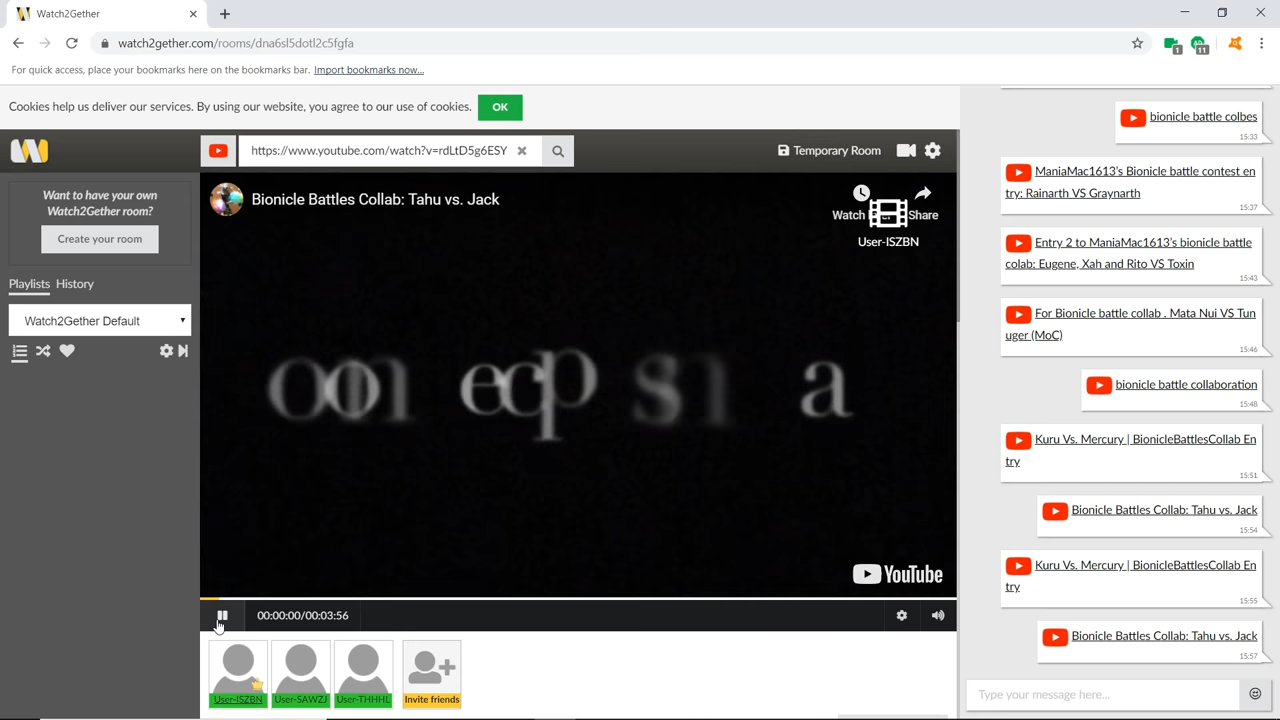 Watch2Gether
watch2gether.com/rooms/dna6sl5dotl2c5fgfa
1
11
For quick access, place your bookmarks here on the bookmarks bar. Import bookmarks now...
Cookies help us deliver our services. By using our website, you agree to our use of cookies.
OK
https://www.youtube.com/watch?v=rdLtD5g6ESY
Temporary Room
Want to have your own
Watch2Gether room?
Create your room
Playlists
History
Watch2Gether Default
Bionicle Battles Collab: Tahu vs. Jack
Watch
Share
User-ISZBN
YouTube
00:00:00/00:03:56
User-ISZBN
User-SAWZJ
User-THHHL
Invite friends
bionicle battle colbes
15:33
ManiaMac1613's Bionicle battle contest en
try: Rainarth VS Graynarth
15:37
Entry 2 to ManiaMac1613's bionicle battle
colab: Eugene, Xah and Rito VS Toxin
15:43
For Bionicle battle collab . Mata Nui VS Tun
uger (MoC)
15:46
bionicle battle collaboration
15:48
Kuru Vs. Mercury | BionicleBattlesCollab En
try
15:51
Bionicle Battles Collab: Tahu vs. Jack
15:54
Kuru Vs. Mercury | BionicleBattlesCollab En
try
15:55
Bionicle Battles Collab: Tahu vs. Jack
15:57
Type your message here...